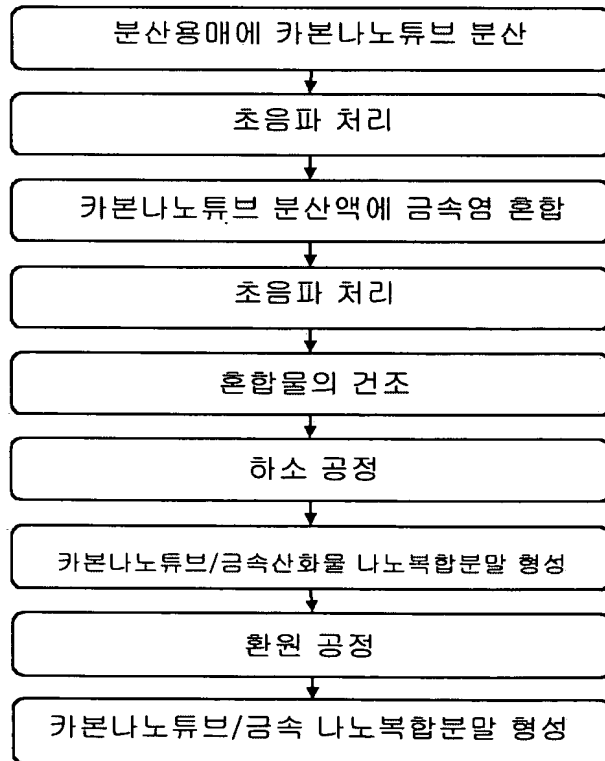 분산용매에 카본나노튜브 분산
초음파 처리
카본나노튜브 분산액에 금속염 혼합
초음파 처리
혼합물의 건조
하소 공정
카본나노튜브/금속산화물 나노복합분말 형성
환원 공정
카본나노튜브/금속 나노복합분말 형성